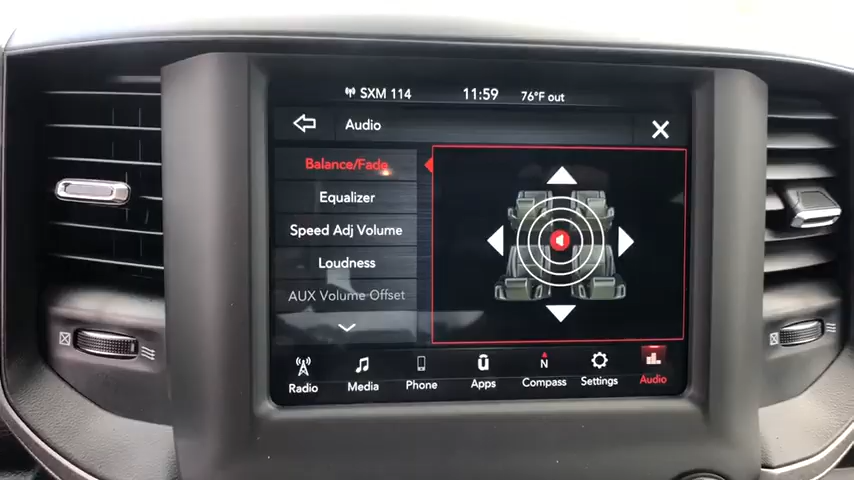 SXM 114 11:59 76°F out
Audio
Balance/Fade
Equalizer
Speed Adj Volume
Loudness
AUX Volume Offset
Radio Media Phone Apps N Compass Settings Audio